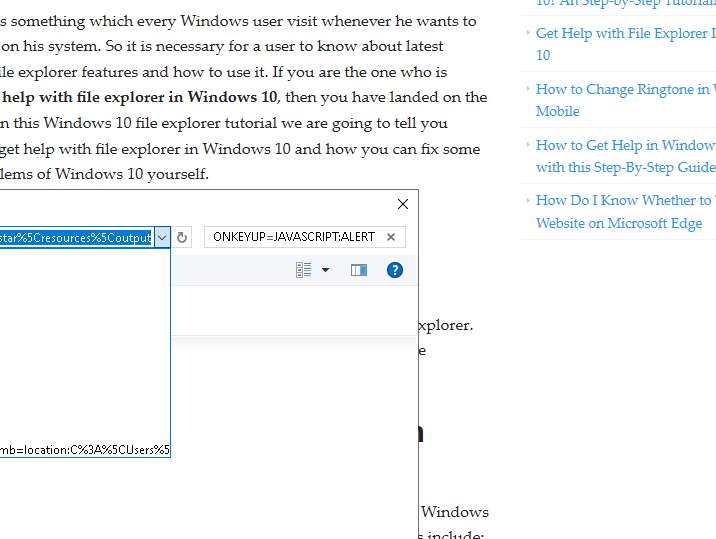 s something which every Windows user visit whenever he wants to
on his system. So it is necessary for a user to know about latest
ile explorer features and how to use it. If you are the one who is
help with file explorer in Windows 10, then you have landed on the
n this Windows 10 file explorer tutorial we are going to tell you
get help with file explorer in Windows 10 and how you can fix some
lems of Windows 10 yourself.
star%5Cresources%5Coutput
ONKEYUP=JAVASCRIPT:ALERT
mb=location:C%3A%5CUsers%5
xplorer.
e
n
Windows
s include:
10? An Step-by-Step Tutorials
Get Help with File Explorer I
10
How to Change Ringtone in W
Mobile
How to Get Help in Window
with this Step-By-Step Guide
How Do I Know Whether to T
Website on Microsoft Edge